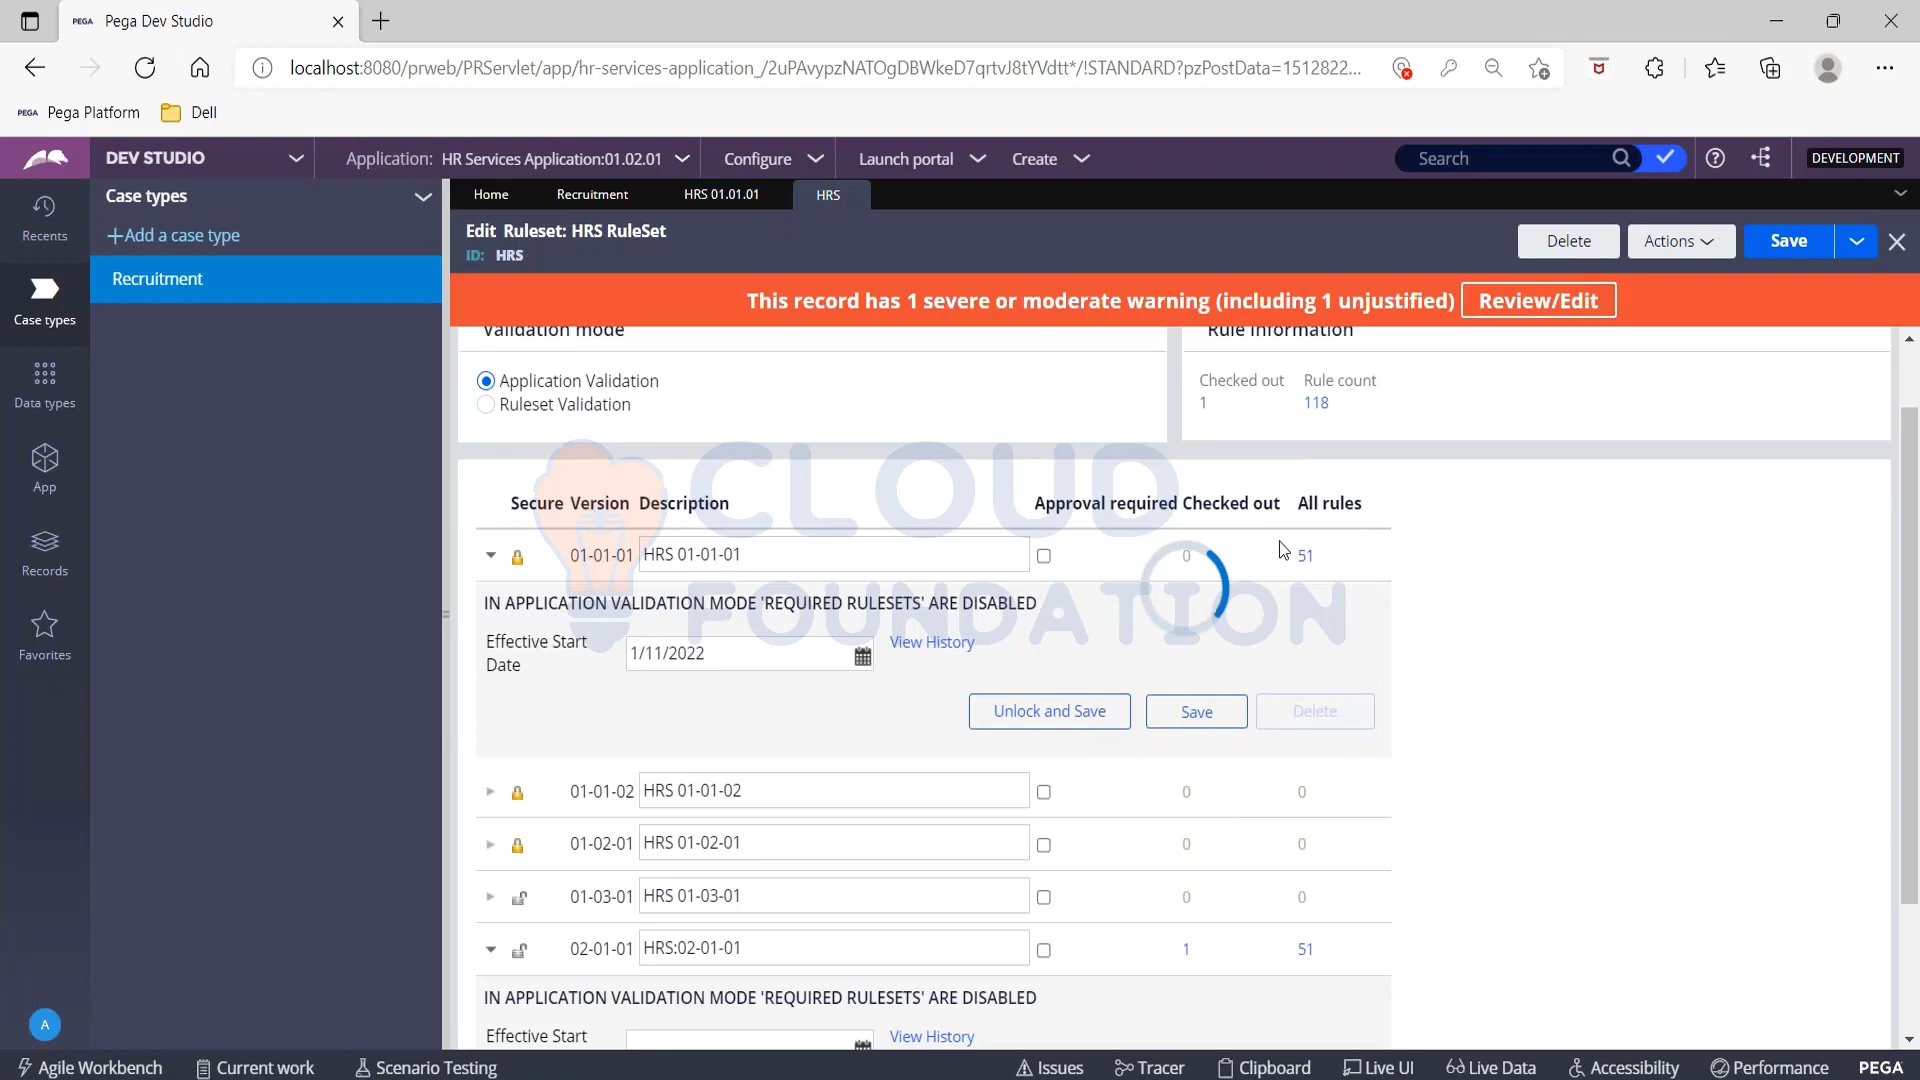 PEGA Pega Dev Studio
localhost:8080/prweb/PRServlet/app/hr-services-application_/2uPAvypzNATOgDBWkeD7qrtvJ8tYVdtt*/!STANDARD?pzPostData=1512822...
PEGA Pega Platform Dell
DEV STUDIO Application: HR Services Application:01.02.01 Configure Launch portal Create Search DEVELOPMENT
Recents
Case types
Data types
App
Records
Favorites
A
Case types
+Add a case type
Recruitment
Home Recruitment HRS 01.01.01 HRS
Edit Ruleset: HRS RuleSet
ID: HRS
Delete Actions Save
This record has 1 severe or moderate warning (including 1 unjustified) Review/Edit
Validation mode
Application Validation
Ruleset Validation
Rule information
Checked out Rule count
1 118
CLOUD
FOUNDATION
Secure Version Description Approval required Checked out All rules
01-01-01 HRS 01-01-01 0 51
IN APPLICATION VALIDATION MODE 'REQUIRED RULESETS' ARE DISABLED
Effective Start
Date
1/11/2022
View History
Unlock and Save Save Delete
01-01-02 HRS 01-01-02 0 0
01-02-01 HRS 01-02-01 0 0
01-03-01 HRS 01-03-01 0 0
02-01-01 HRS:02-01-01 1 51
IN APPLICATION VALIDATION MODE 'REQUIRED RULESETS' ARE DISABLED
Effective Start View History
Agile Workbench Current work Scenario Testing Issues Tracer Clipboard Live UI Live Data Accessibility Performance PEGA